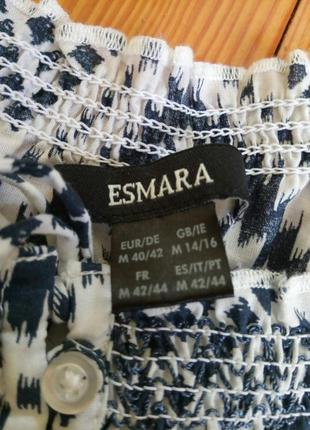 ESMARA
EUR/DE GB/IE
M 40/42 M 14/16
FR ES/IT/PT
M 42/44 M 42/44